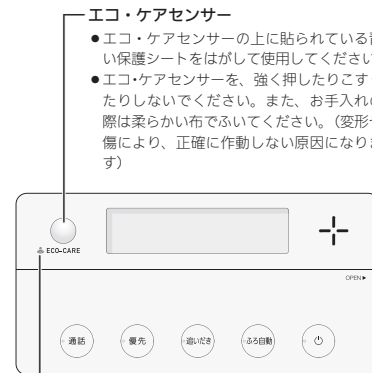 エコ・ケアセンサー
●エコ・ケアセンサーの上に貼られている
い保護シートをはがして使用してください
●エコ・ケアセンサーを、強く押したりこす
たりしないでください。また、お手入れの
際は柔らかい布でふいてください。（変形や
傷により、正確に作動しない原因になりま
す）
ECO-CARE
OPEN▶
通話
優先
追いだき
ふろ自動